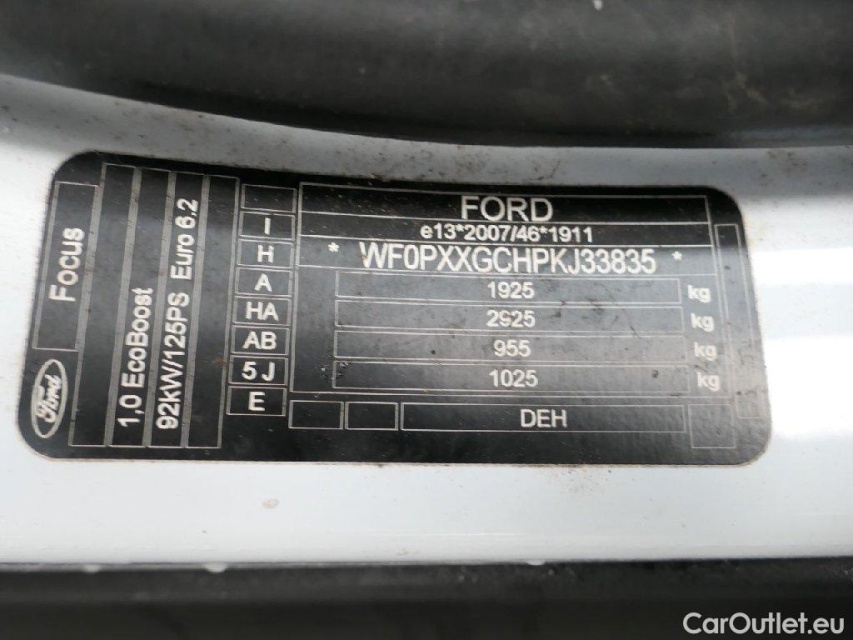 FORD
e13*2007/46*1911
* WF0PXXGCHPKJ33835 *
1925 kg
2925 kg
955 kg
1025 kg
DEH
I
H
A
HA
AB
5J
E
Focus
Ford
1,0 EcoBoost
92kW/125PS Euro 6,2
CarOutlet.eu